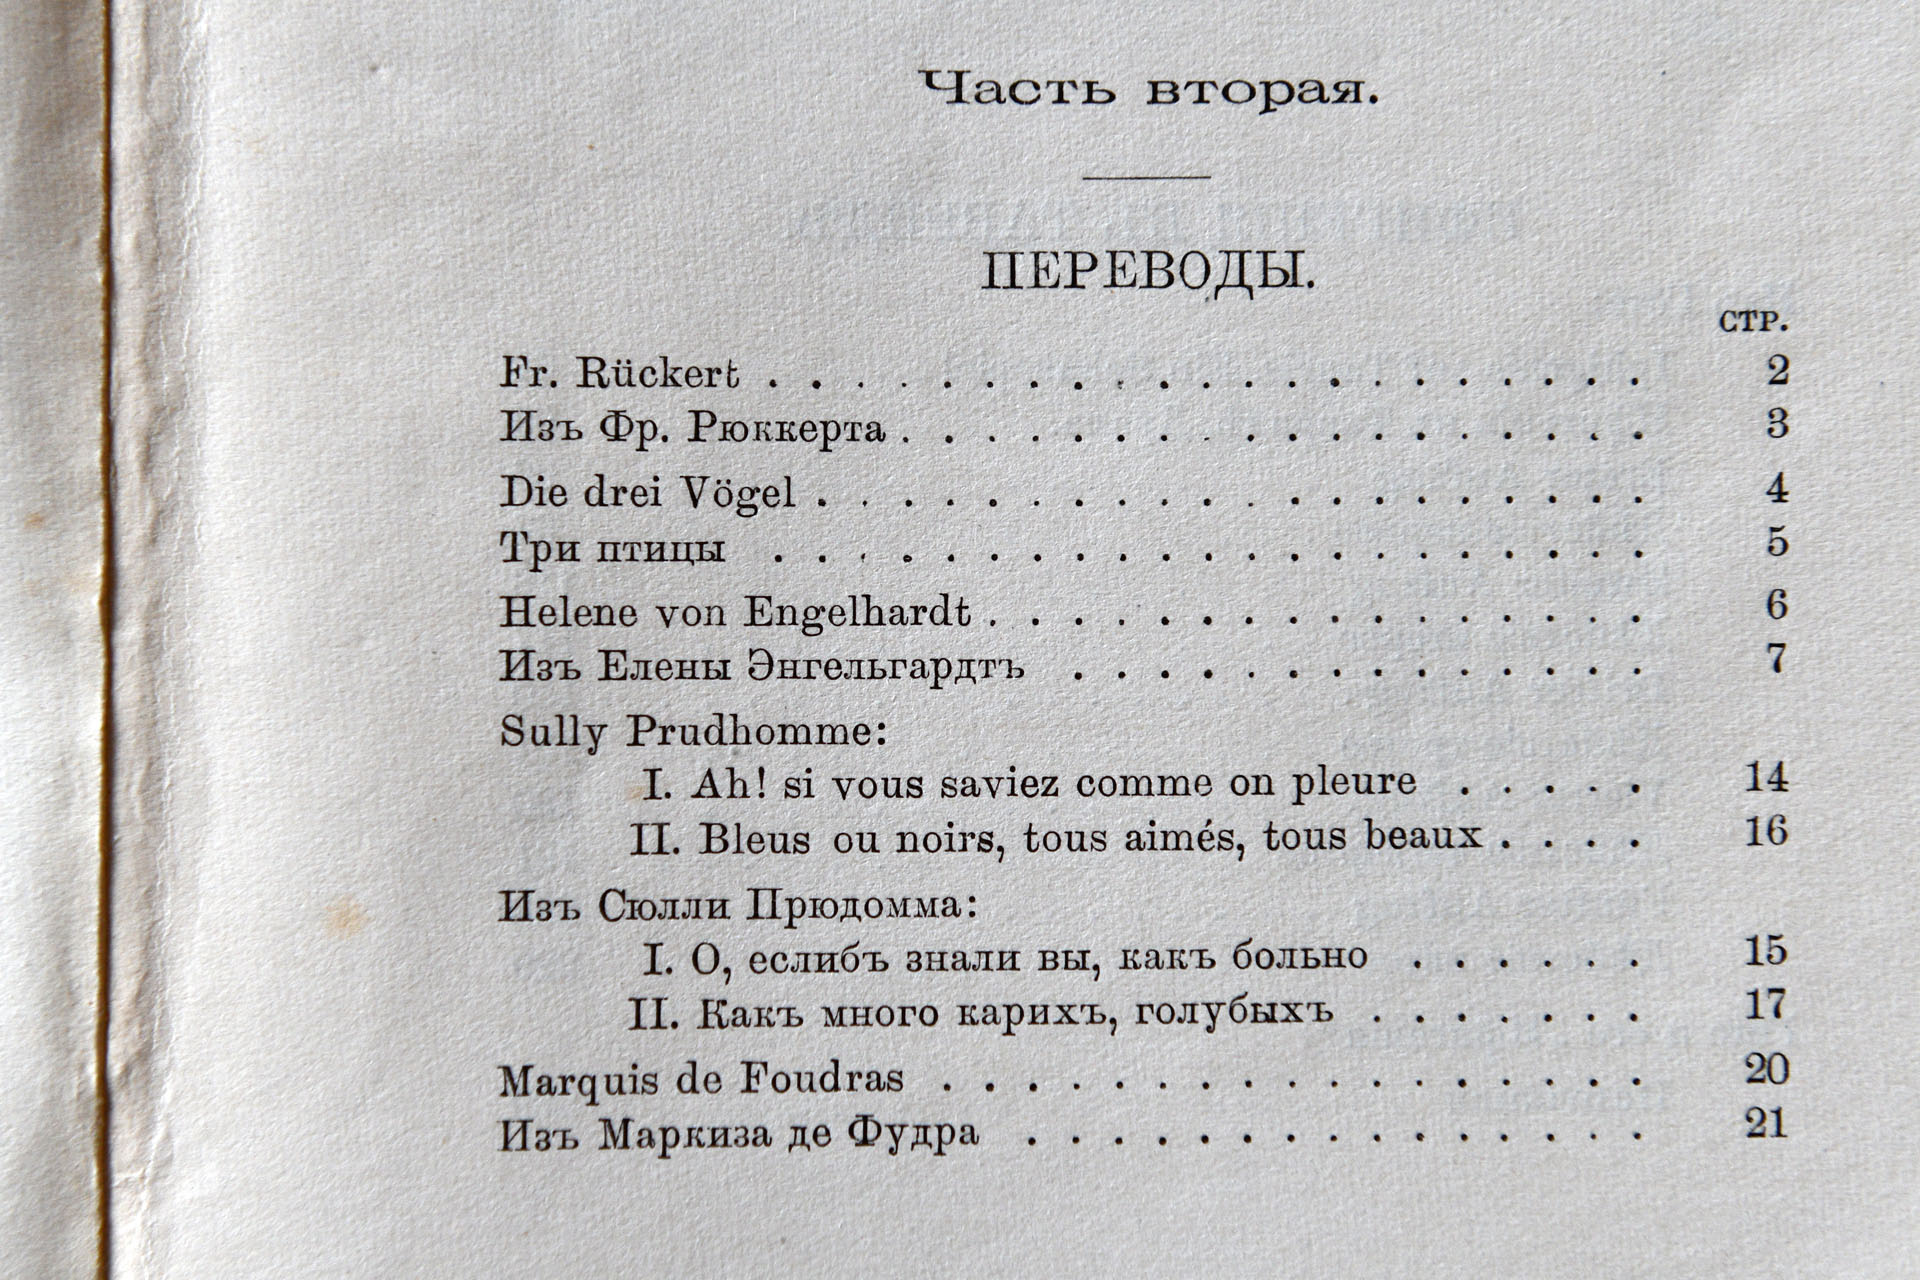 Часть вторая.
ПЕРЕВОДЫ.
СТР.
Fr. Rückert . . . . . . . . . . . . . . . . . . . . . 2
Изъ Фр. Рюккерта . . . . . . . . . . . . . . . . . . 3
Die drei Vögel . . . . . . . . . . . . . . . . . . . . 4
Три птицы . . . . . . . . . . . . . . . . . . . . . 5
Helene von Engelhardt . . . . . . . . . . . . . . . . 6
Изъ Елены Энгельгардтъ . . . . . . . . . . . . . . 7
Sully Prudhomme:
I. Ah! si vous saviez comme on pleure . . . . . 14
II. Bleus ou noirs, tous aimés, tous beaux . . . . 16
Изъ Сюлли Прюдомма:
I. О, еслибъ знали вы, какъ больно . . . . . . 15
II. Какъ много карихъ, голубыхъ . . . . . . . 17
Marquis de Foudras . . . . . . . . . . . . . . . . . 20
Изъ Маркиза де Фудра . . . . . . . . . . . . . . . 21